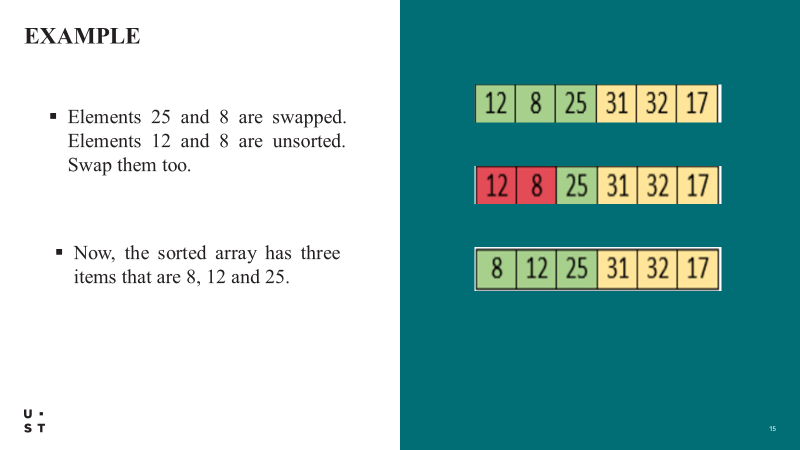 EXAMPLE
▪ Elements 25 and 8 are swapped.
Elements 12 and 8 are unsorted.
Swap them too.
▪ Now, the sorted array has three
items that are 8, 12 and 25.
12 8 25 31 32 17
12 8 25 31 32 17
8 12 25 31 32 17
U ▪
S T
15